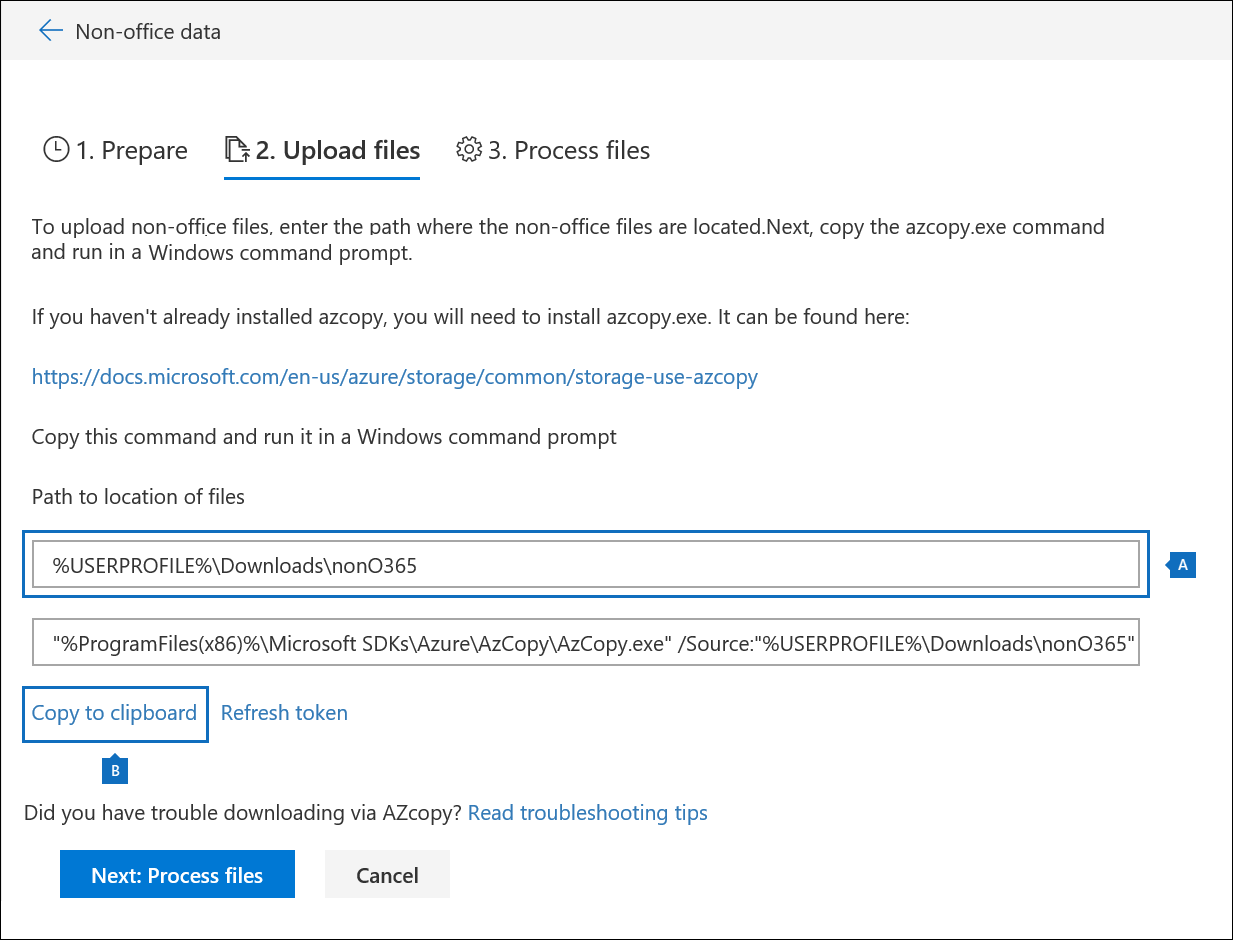 Non-office data
1. Prepare
2. Upload files
3. Process files
To upload non-office files, enter the path where the non-office files are located.Next, copy the azcopy.exe command
and run in a Windows command prompt.
If you haven't already installed azcopy, you will need to install azcopy.exe. It can be found here:
https://docs.microsoft.com/en-us/azure/storage/common/storage-use-azcopy
Copy this command and run it in a Windows command prompt
Path to location of files
%USERPROFILE%\Downloads\nonO365
A
"%ProgramFiles(x86)%\Microsoft SDKs\Azure\AzCopy\AzCopy.exe" /Source:"%USERPROFILE%\Downloads\nonO365"
Copy to clipboard
Refresh token
B
Did you have trouble downloading via AZcopy? Read troubleshooting tips
Next: Process files
Cancel